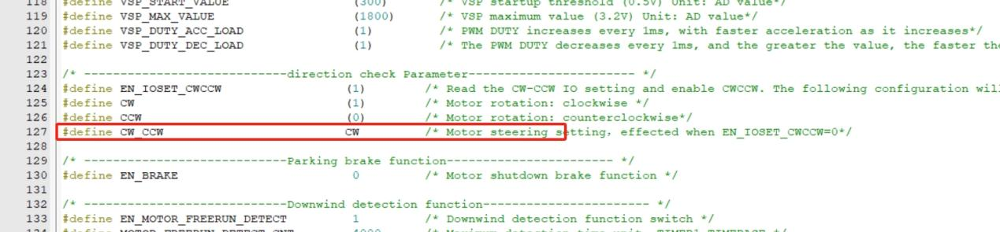 118 #define VSP_START_VALUE (300) /* VSP startup threshold (0.5V) Unit: AD value*/
119 #define VSP_MAX_VALUE (1800) /* VSP maximum value (3.2V) Unit: AD value*/
120 #define VSP_DUTY_ACC_LOAD (1) /* PWM DUTY increases every 1ms, with faster acceleration as it increases*/
121 #define VSP_DUTY_DEC_LOAD (1) /* The PWM DUTY decreases every 1ms, and the greater the value, the faster the
122
123 /* ----------------------------direction check Parameter----------------------- */
124 #define EN_IOSET_CWCCW (1) /* Read the CW-CCW IO setting and enable CWCCW. The following configuration wil
125 #define CW (1) /* Motor rotation: clockwise */
126 #define CCW (0) /* Motor rotation: counterclockwise*/
127 #define CW_CCW CW /* Motor steering setting, effected when EN_IOSET_CWCCW=0*/
128
129 /* ----------------------------Parking brake function----------------------- */
130 #define EN_BRAKE 0 /* Motor shutdown brake function */
131
132 /* ----------------------------Downwind detection function----------------------- */
133 #define EN_MOTOR_FREERUN_DETECT 1 /* Downwind detection function switch */